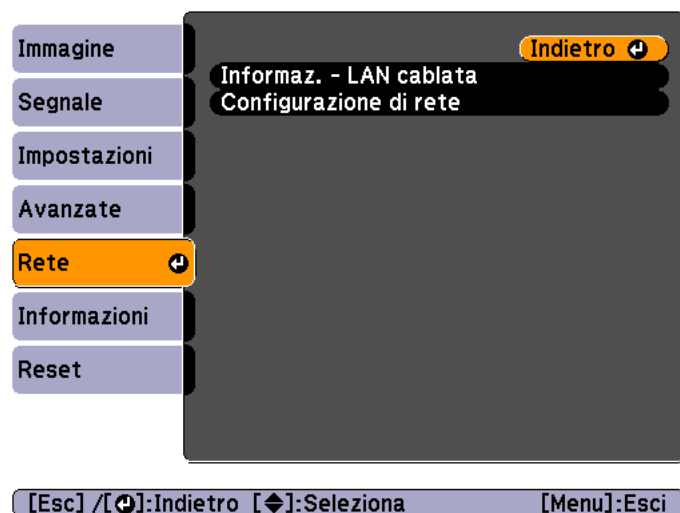 Immagine
Segnale
Impostazioni
Avanzate
Rete
Informazioni
Reset
Indietro
Informaz. - LAN cablata
Configurazione di rete
[Esc] /[⏎]:Indietro [◆]:Seleziona [Menu]:Esci